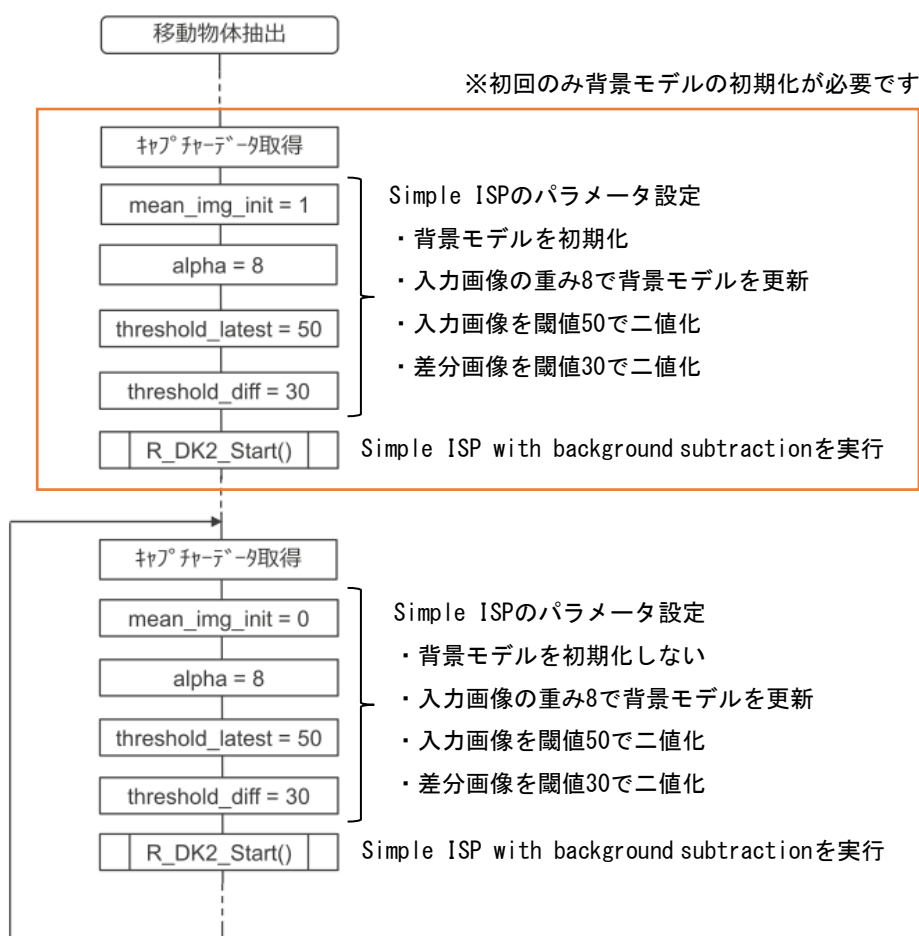 移動物体抽出
※初回のみ背景モデルの初期化が必要です
ｷｬﾌﾟﾁｬｰﾃﾞｰﾀ取得
mean_img_init = 1
Simple ISPのパラメータ設定
・背景モデルを初期化
alpha = 8
・入力画像の重み8で背景モデルを更新
threshold_latest = 50
・入力画像を閾値50で二値化
・差分画像を閾値30で二値化
threshold_diff = 30
R_DK2_Start()
Simple ISP with background subtractionを実行
ｷｬﾌﾟﾁｬｰﾃﾞｰﾀ取得
mean_img_init = 0
Simple ISPのパラメータ設定
・背景モデルを初期化しない
alpha = 8
・入力画像の重み8で背景モデルを更新
threshold_latest = 50
・入力画像を閾値50で二値化
・差分画像を閾値30で二値化
threshold_diff = 30
R_DK2_Start()
Simple ISP with background subtractionを実行